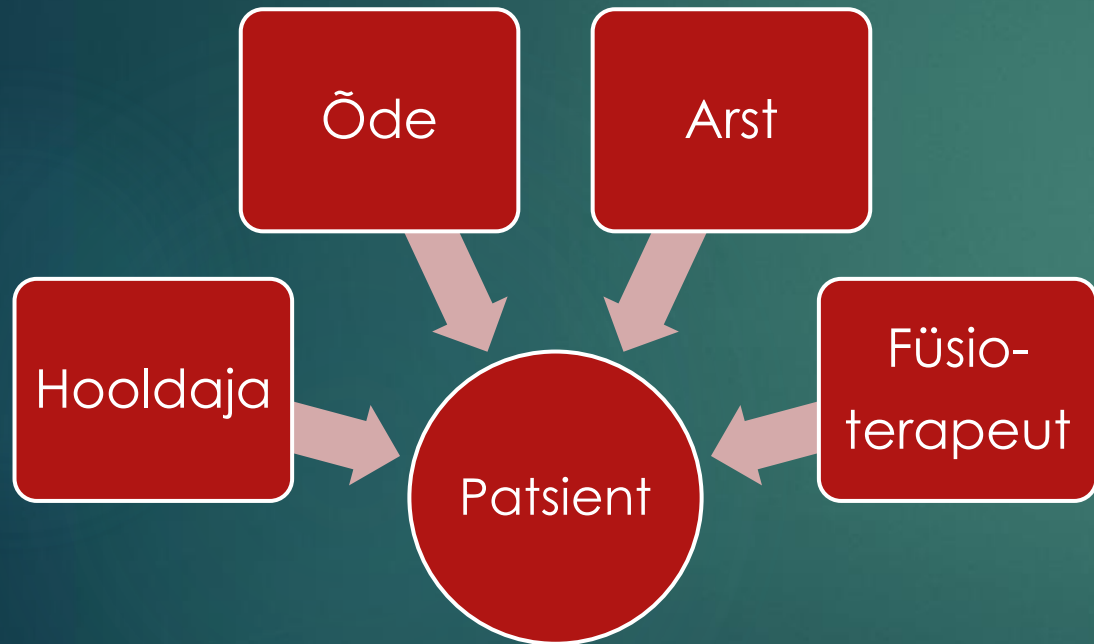 Õde
Arst
Hooldaja
Füsio-
terapeut
Patsient